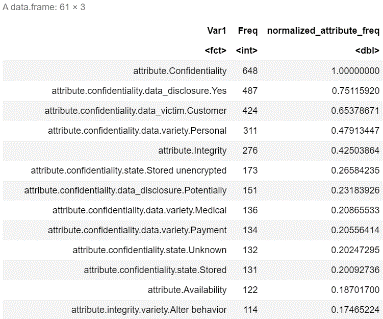 A data.frame: 61 × 3
Var1 Freq normalized_attribute_freq
<fct> <int> <dbl>
attribute.Confidentiality 648 1.00000000
attribute.confidentiality.data_disclosure.Yes 487 0.75115920
attribute.confidentiality.data_victim.Customer 424 0.65378671
attribute.confidentiality.data.variety.Personal 311 0.47913447
attribute.Integrity 276 0.42503864
attribute.confidentiality.state.Stored unencrypted 173 0.26584235
attribute.confidentiality.data_disclosure.Potentially 151 0.23183926
attribute.confidentiality.data.variety.Medical 136 0.20865533
attribute.confidentiality.data.variety.Payment 134 0.20556414
attribute.confidentiality.state.Unknown 132 0.20247295
attribute.confidentiality.state.Stored 131 0.20092736
attribute.Availability 122 0.18701700
attribute.integrity.variety.Alter behavior 114 0.17465224